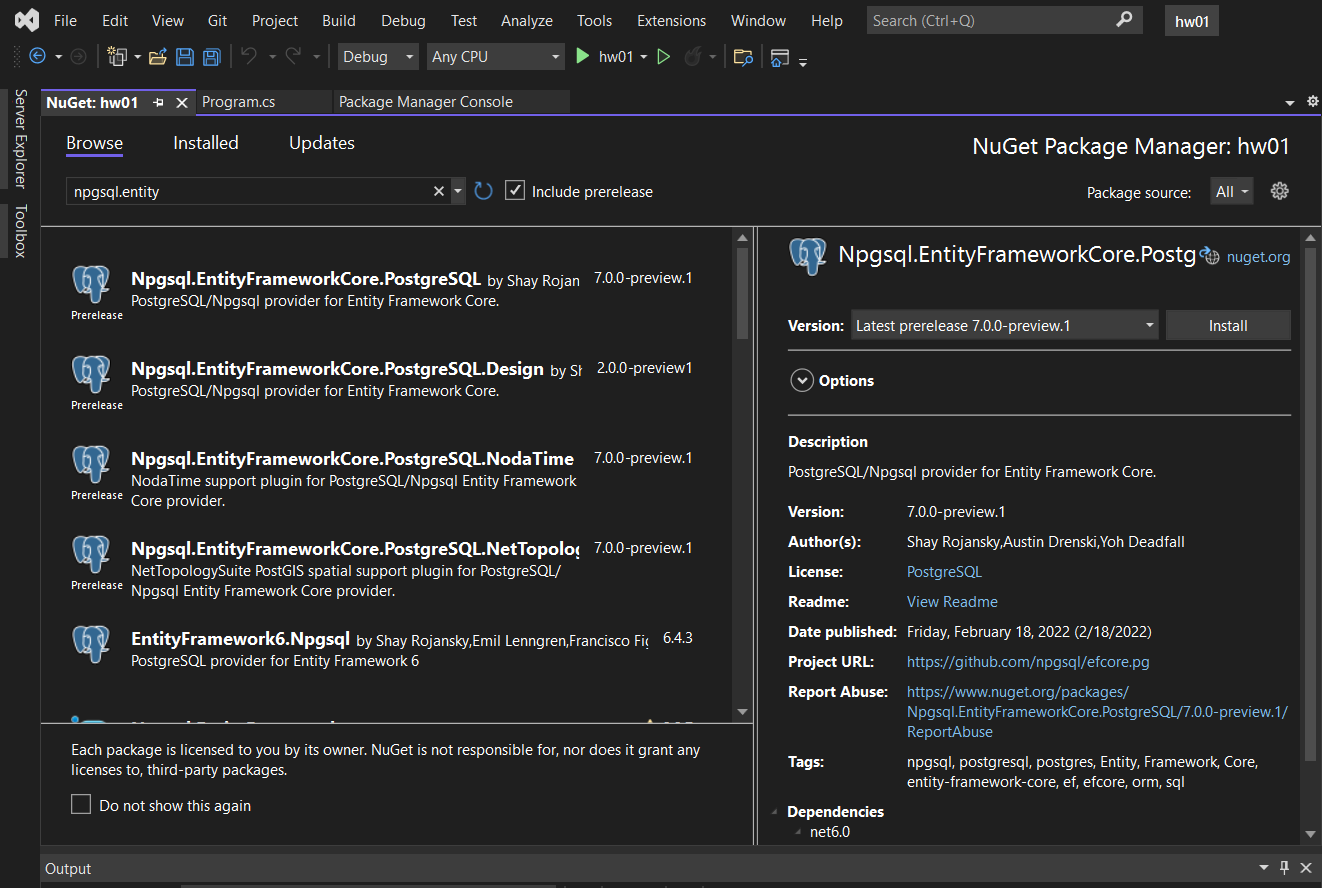 File Edit View Git Project Build Debug Test Analyze Tools Extensions Window Help Search (Ctrl+Q) hw01
Debug Any CPU hw01
Server Explorer
Toolbox
NuGet: hw01 Program.cs Package Manager Console
Browse Installed Updates
NuGet Package Manager: hw01
npgsql.entity Include prerelease
Package source: All
Npgsql.EntityFrameworkCore.PostgreSQL by Shay Rojan 7.0.0-preview.1
PostgreSQL/Npgsql provider for Entity Framework Core.
Prerelease
Npgsql.EntityFrameworkCore.PostgreSQL.Design by Sh 2.0.0-preview1
PostgreSQL/Npgsql provider for Entity Framework Core.
Prerelease
Npgsql.EntityFrameworkCore.PostgreSQL.NodaTime 7.0.0-preview.1
NodaTime support plugin for PostgreSQL/Npgsql Entity Framework
Core provider.
Prerelease
Npgsql.EntityFrameworkCore.PostgreSQL.NetTopolog 7.0.0-preview.1
NetTopologySuite PostGIS spatial support plugin for PostgreSQL/
Npgsql Entity Framework Core provider.
Prerelease
EntityFramework6.Npgsql by Shay Rojansky,Emil Lenngren,Francisco Fig 6.4.3
PostgreSQL provider for Entity Framework 6
Each package is licensed to you by its owner. NuGet is not responsible for, nor does it grant any
licenses to, third-party packages.
Do not show this again
Npgsql.EntityFrameworkCore.Postg nuget.org
Version: Latest prerelease 7.0.0-preview.1 Install
Options
Description
PostgreSQL/Npgsql provider for Entity Framework Core.
Version: 7.0.0-preview.1
Author(s): Shay Rojansky,Austin Drenski,Yoh Deadfall
License: PostgreSQL
Readme: View Readme
Date published: Friday, February 18, 2022 (2/18/2022)
Project URL: https://github.com/npgsql/efcore.pg
Report Abuse: https://www.nuget.org/packages/
Npgsql.EntityFrameworkCore.PostgreSQL/7.0.0-preview.1/
ReportAbuse
Tags: npgsql, postgresql, postgres, Entity, Framework, Core,
entity-framework-core, ef, efcore, orm, sql
Dependencies
net6.0
Output